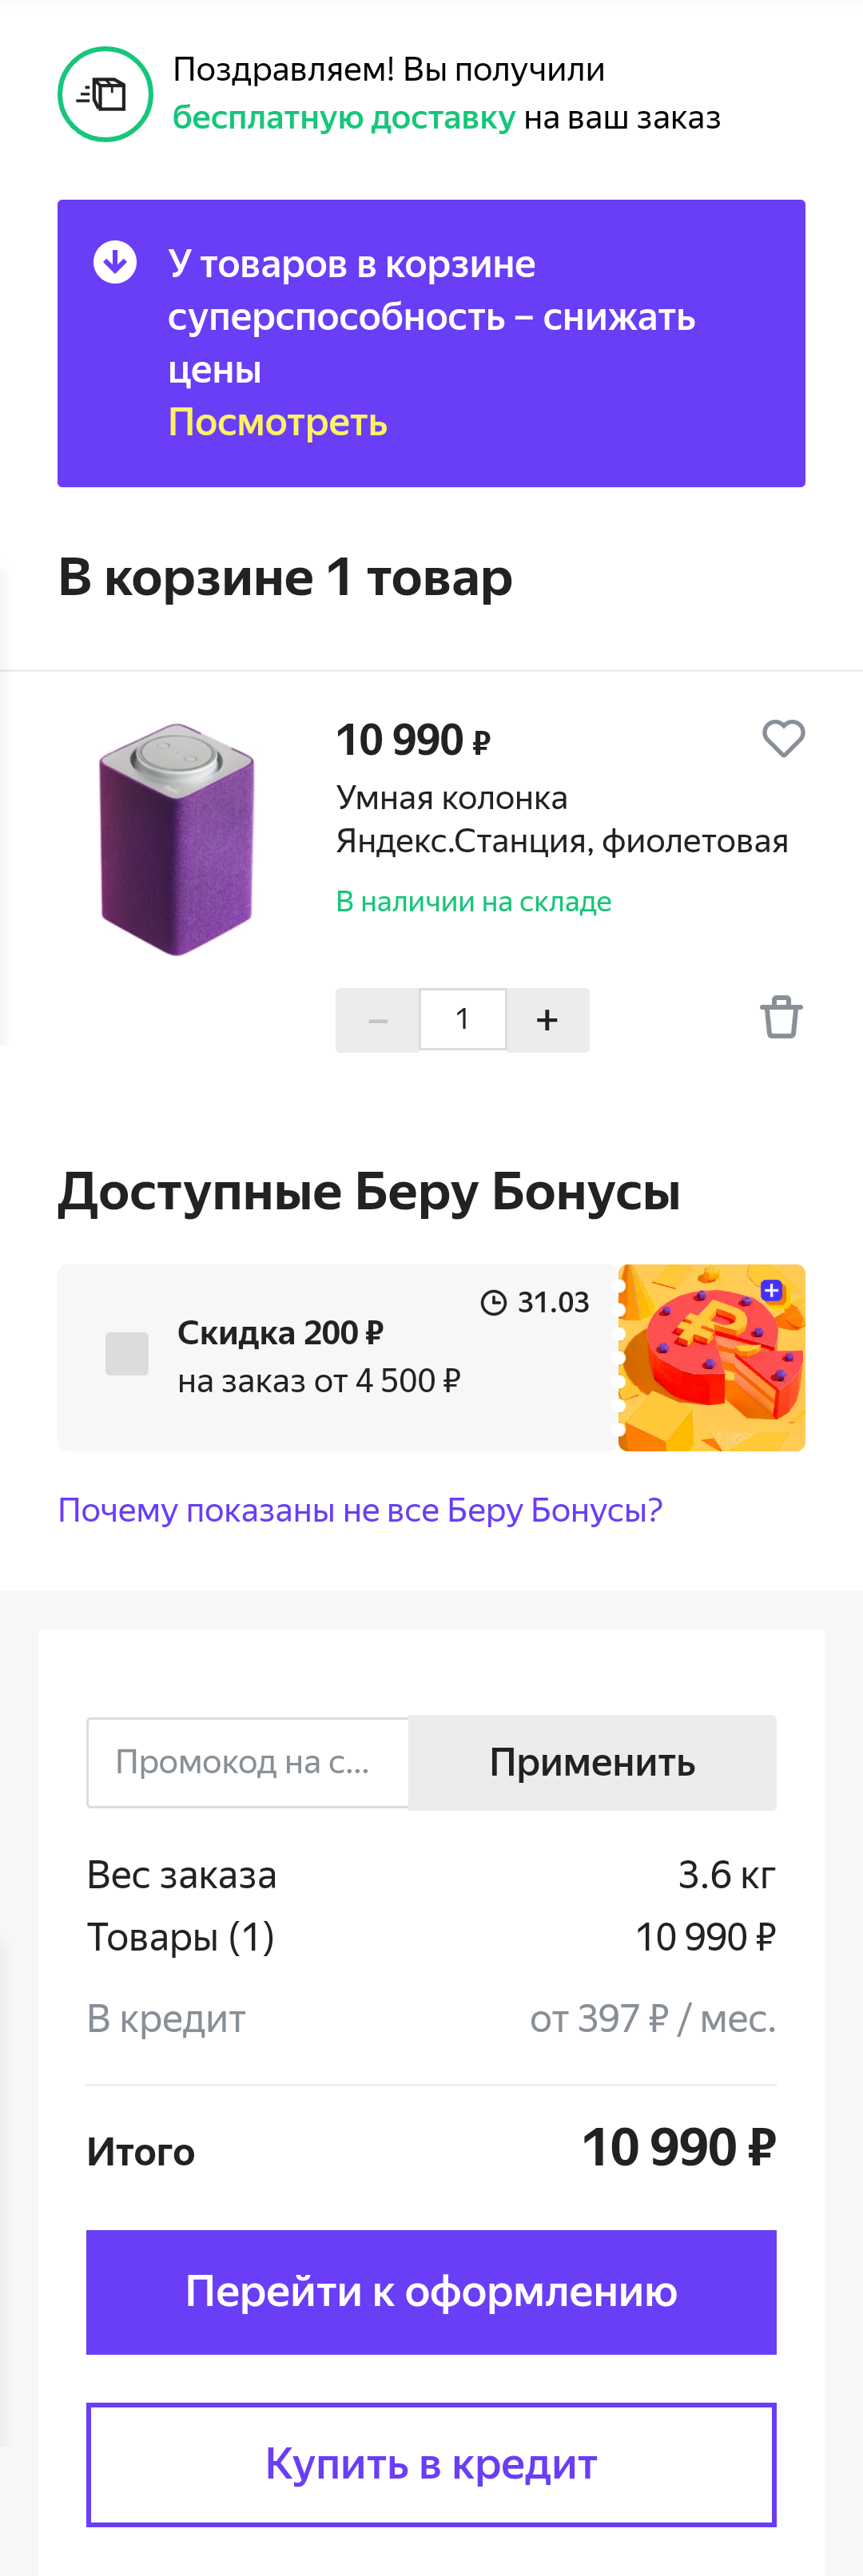 Поздравляем! Вы получили
бесплатную доставку на ваш заказ
У товаров в корзине
суперспособность – снижать
цены
Посмотреть
В корзине 1 товар
10 990 ₽
Умная колонка
Яндекс.Станция, фиолетовая
В наличии на складе
– 1 +
Доступные Беру Бонусы
31.03
Скидка 200 ₽
на заказ от 4 500 ₽
Почему показаны не все Беру Бонусы?
Промокод на с... Применить
Вес заказа 3.6 кг
Товары (1) 10 990 ₽
В кредит от 397 ₽ / мес.
Итого 10 990 ₽
Перейти к оформлению
Купить в кредит